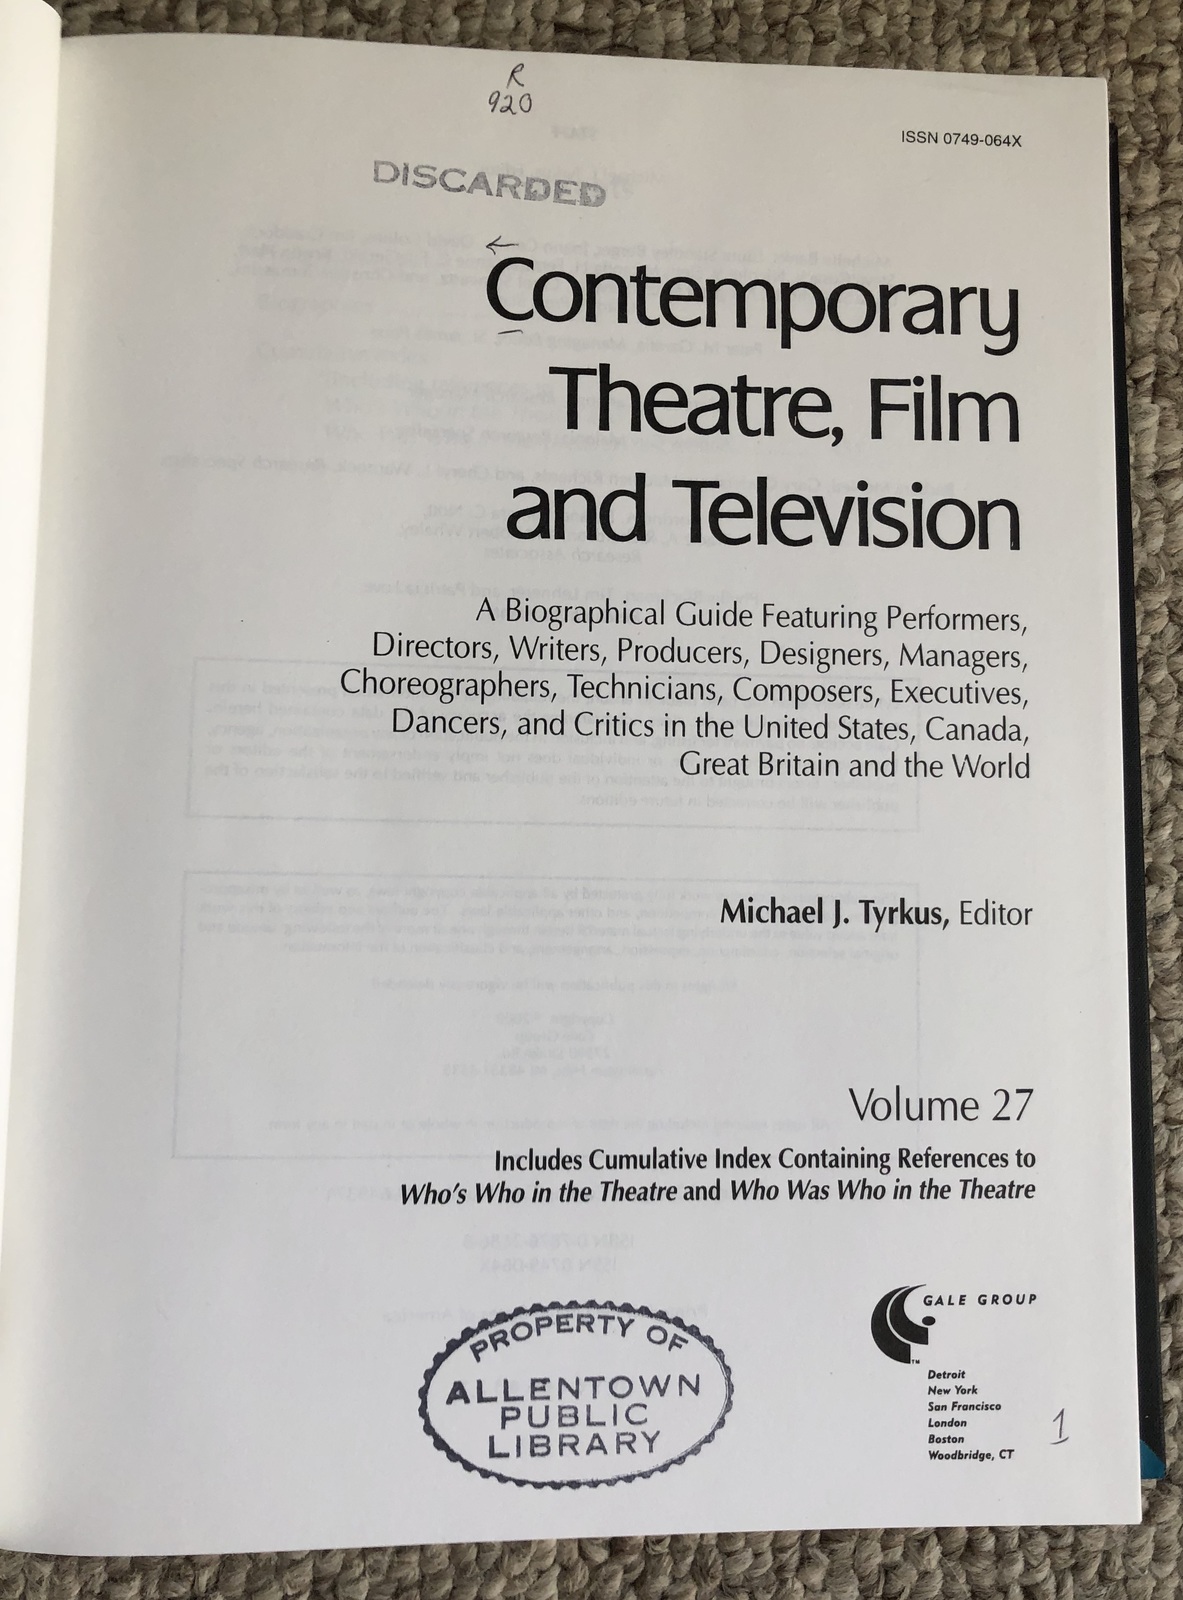 R
920
ISSN 0749-064X
DISCARDED
Contemporary
Theatre, Film
and Television
A Biographical Guide Featuring Performers,
Directors, Writers, Producers, Designers, Managers,
Choreographers, Technicians, Composers, Executives,
Dancers, and Critics in the United States, Canada,
Great Britain and the World
Michael J. Tyrkus, Editor
Volume 27
Includes Cumulative Index Containing References to
Who's Who in the Theatre and Who Was Who in the Theatre
GALE GROUP
TM
Detroit
New York
San Francisco
London
Boston
Woodbridge, CT
PROPERTY OF
ALLENTOWN
PUBLIC
LIBRARY
1